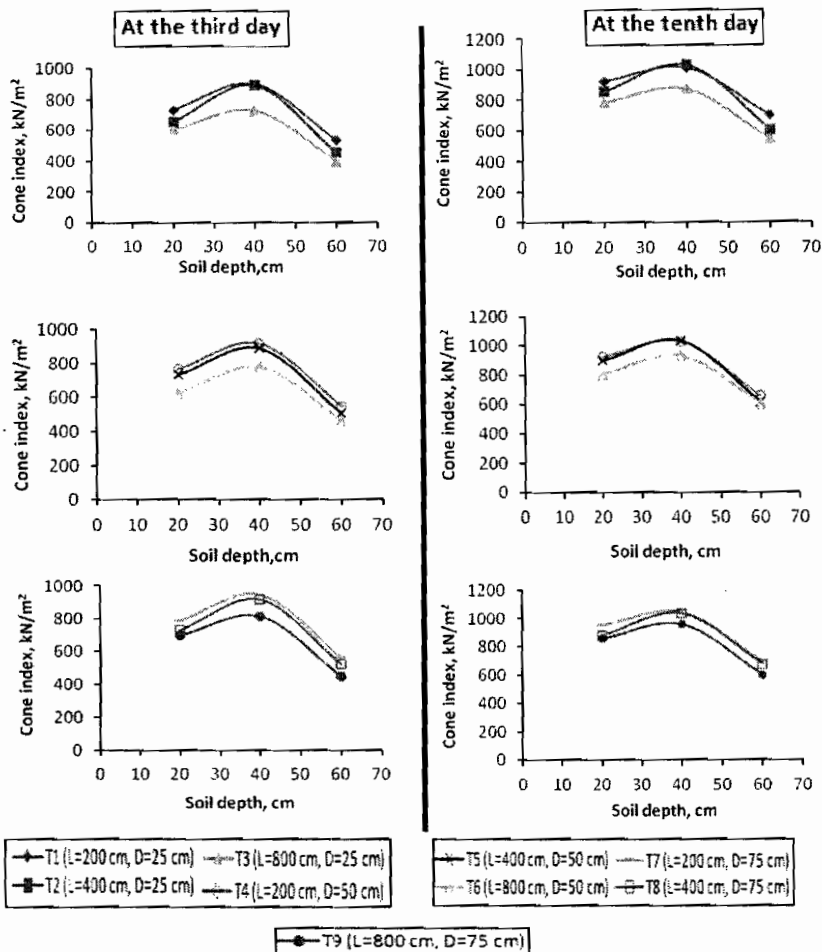 At the third day
At the tenth day
Cone index, kN/m²
1000
800
600
400
200
0
0 10 20 30 40 50 60 70
Soil depth,cm
Cone index, kN/m²
1200
1000
800
600
400
200
0
0 10 20 30 40 50 60 70
Soil depth, cm
Cone index, kN/m²
1000
800
600
400
200
0
0 10 20 30 40 50 60 70
Soil depth,cm
Cone index, kN/m²
1200
1000
800
600
400
200
0
0 10 20 30 40 50 60 70
Soil depth, cm
Cone index, kN/m²
1000
800
600
400
200
0
0 10 20 30 40 50 60 70
Soil depth, cm
Cone index, kN/m²
1200
1000
800
600
400
200
0
0 10 20 30 40 50 60 70
Soil depth, cm
T1 (L=200 cm, D=25 cm) T3 (L=800 cm, D=25 cm)
T2 (L=400 cm, D=25 cm) T4 (L=200 cm, D=50 cm)
T5 (L=400 cm, D=50 cm) T7 (L=200 cm, D=75 cm)
T6 (L=800 cm, D=50 cm) T8 (L=400 cm, D=75 cm)
T9 (L=800 cm, D=75 cm)